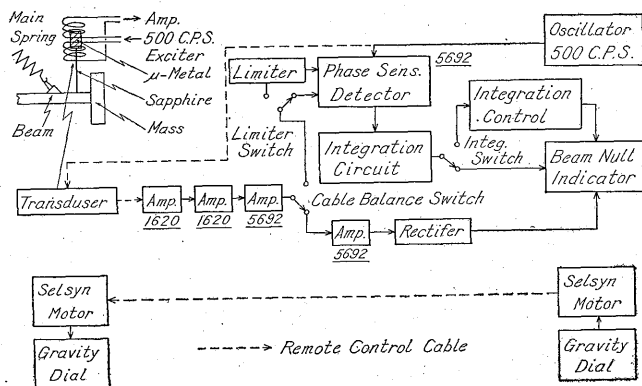 Main
Spring
Amp.
500 C.P.S.
Exciter
μ-Metal
Sapphire
Beam
Mass
Oscillator
500 C.P.S.
5692
Limiter
Phase Sens.
Detector
Limiter
Switch
Integration
Circuit
Integration
Control
Integ.
Switch
Beam Null
Indicator
Transduser
Amp.
1620
Amp.
1620
Amp.
5692
Cable Balance Switch
Amp.
5692
Rectifer
Selsyn
Motor
Gravity
Dial
Remote Control Cable
Selsyn
Motor
Gravity
Dial